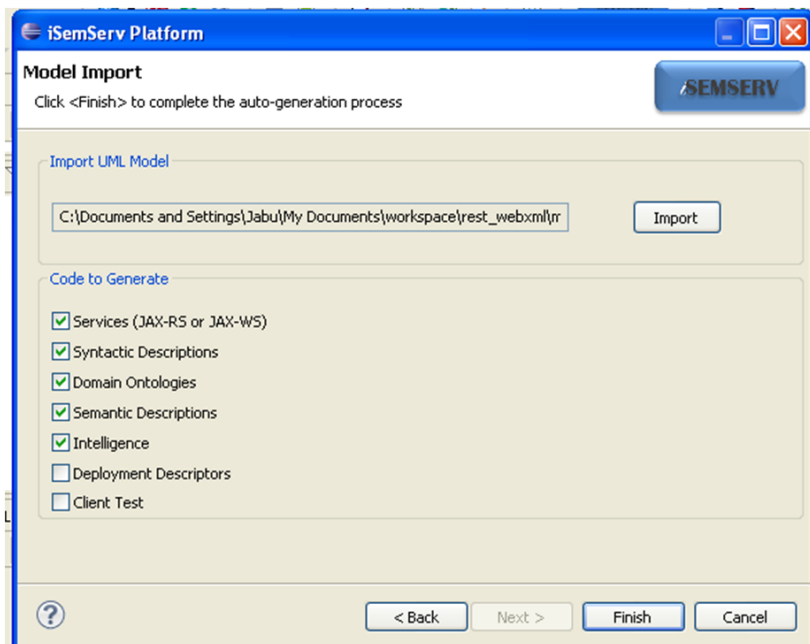 iSemServ Platform
Model Import
Click <Finish> to complete the auto-generation process
iSEMSERV
Import UML Model
C:\Documents and Settings\Jabu\My Documents\workspace\rest_webxml\m
Import
Code to Generate
Services (JAX-RS or JAX-WS)
Syntactic Descriptions
Domain Ontologies
Semantic Descriptions
Intelligence
Deployment Descriptors
Client Test
L
?
< Back
Next >
Finish
Cancel